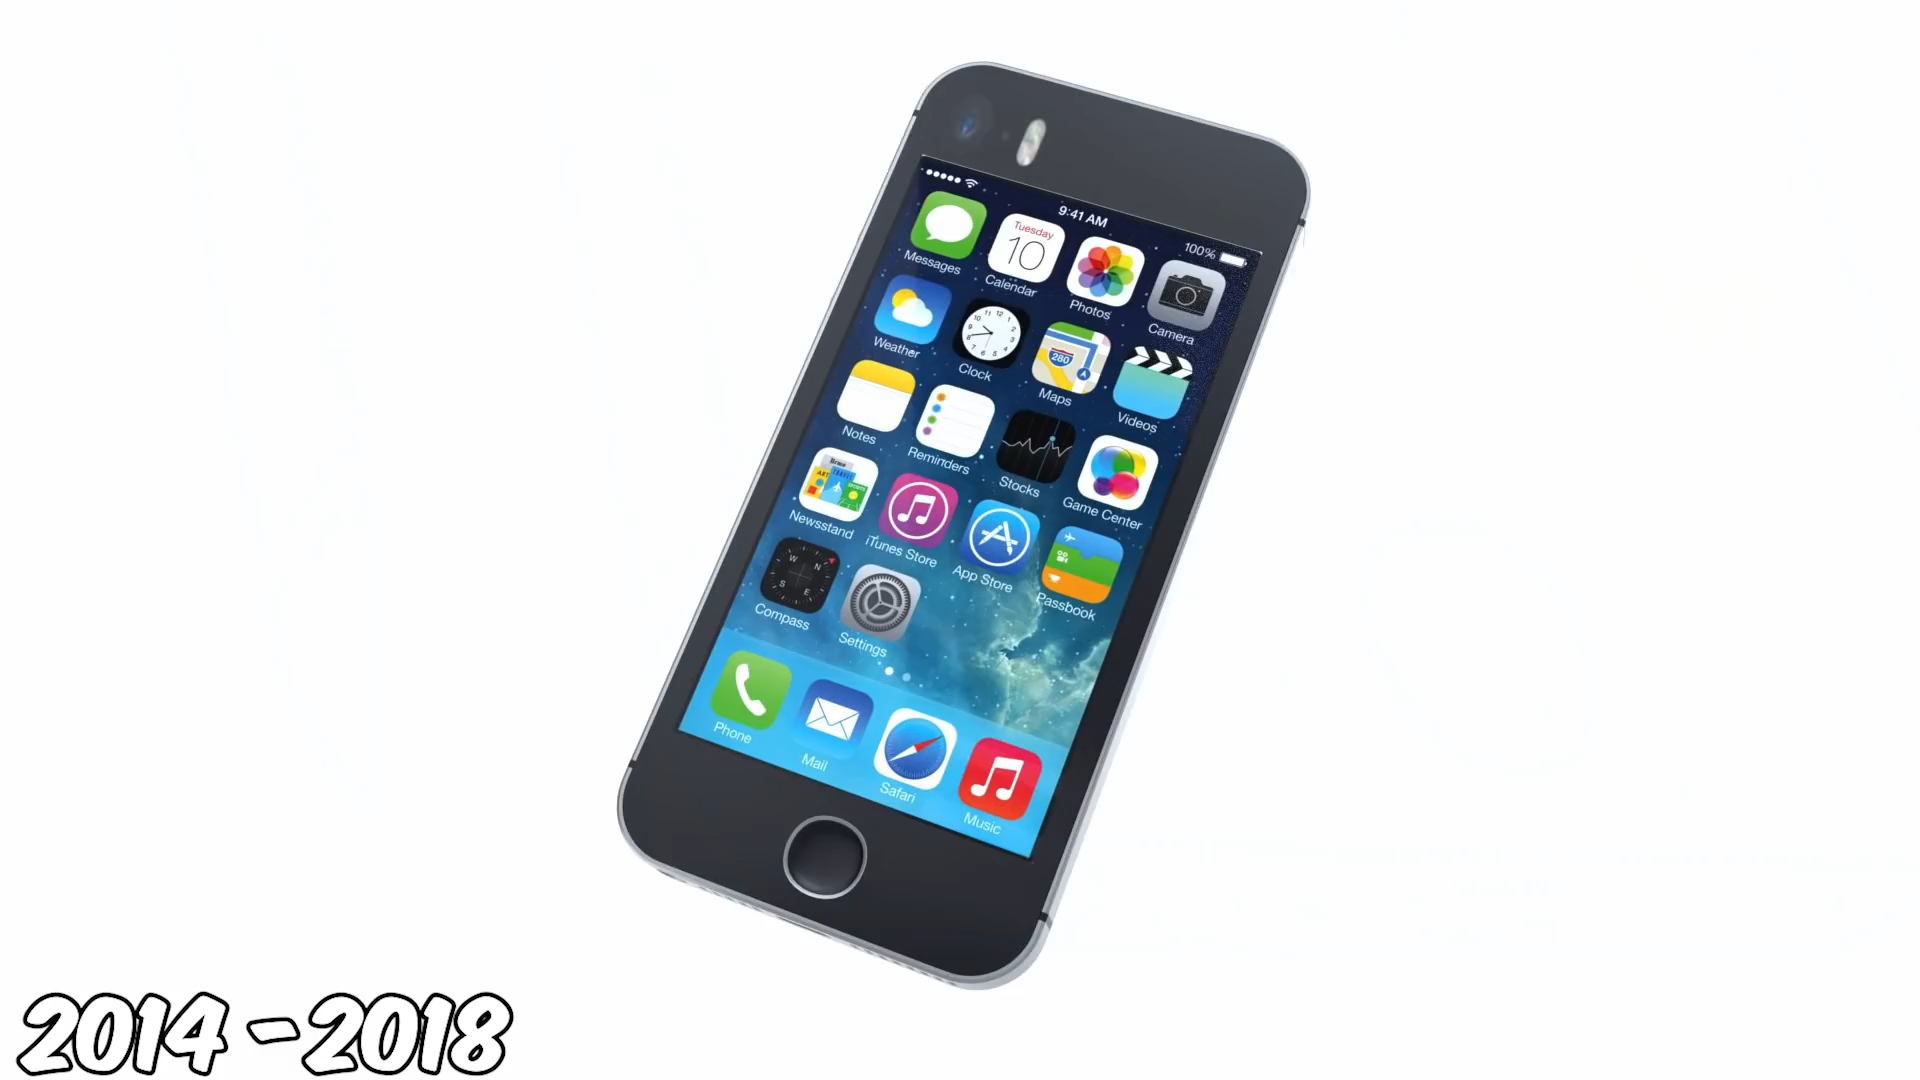 9:41 AM
100%
Messages
Tuesday
10
Calendar
Photos
Camera
Weather
Clock
280
Maps
Videos
Notes
Reminders
Stocks
Game Center
Newsstand
iTunes Store
App Store
Passbook
W N
S E
Compass
Settings
Phone
Mail
Safari
Music
2014 - 2018